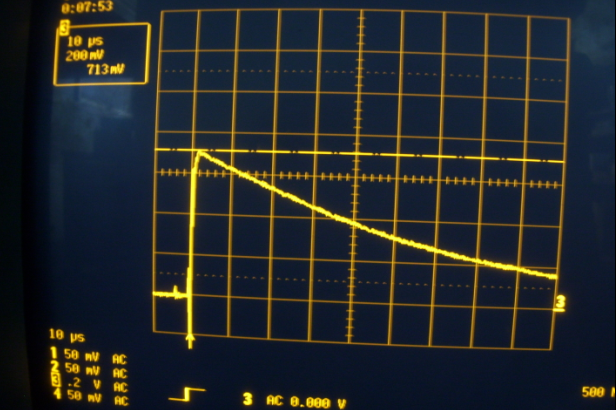 0:07:53
3
10 µs
200mV
713mV
3
10 µs
1 50 mV AC
2 50 mV AC
3 .2 V AC
4 50 mV AC
3 AC 0.000 V
500